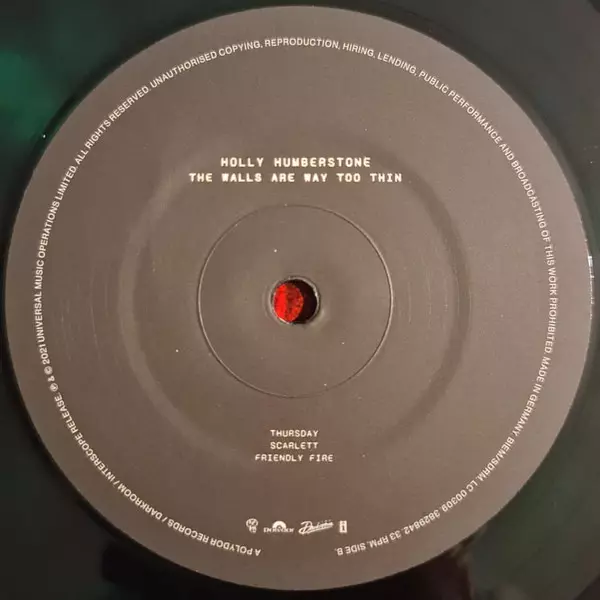 HOLLY HUMBERSTONE
THE WALLS ARE WAY TOO THIN
THURSDAY
SCARLETT
FRIENDLY FIRE
Polydor
Darkroom
A POLYDOR RECORDS / DARKROOM / INTERSCOPE RELEASE. ℗ & © 2021 UNIVERSAL MUSIC OPERATIONS LIMITED. ALL RIGHTS RESERVED. UNAUTHORISED COPYING, REPRODUCTION, HIRING, LENDING, PUBLIC PERFORMANCE AND BROADCASTING OF THIS WORK PROHIBITED. MADE IN GERMANY. BIEM/SDRM. LC 00309. 3829842. 33 RPM. SIDE B.